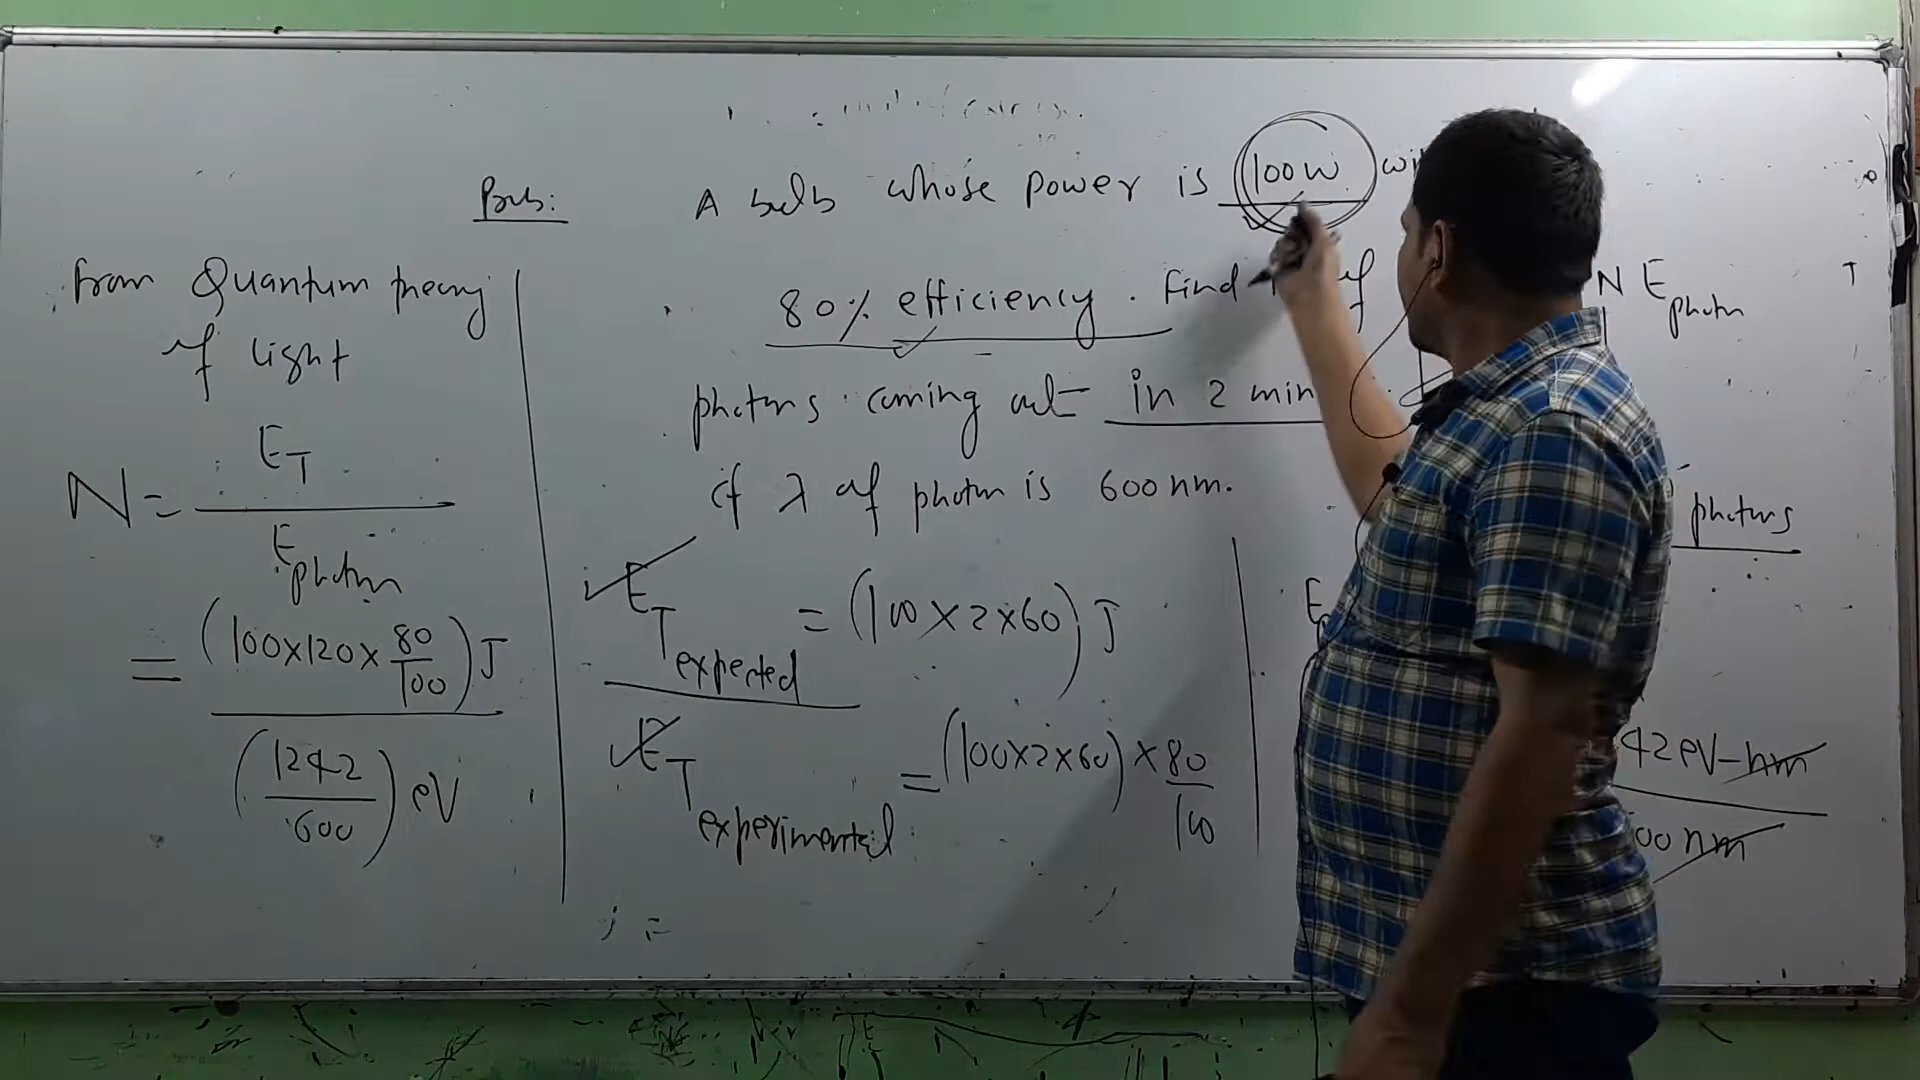 Prob: A bulb whose power is 100W
80% efficiency. Find of
photons coming out in 2 min
if λ of photon is 600 nm.
from Quantum theory
of light
N = E_T / E_photon
= (100×120×80/100) J / (1242/600) eV
E_T expected = (100×2×60) J
E_T experimental = (100×2×60) × 80/100
N E_photon
photons
42 eV-nm
00 nm